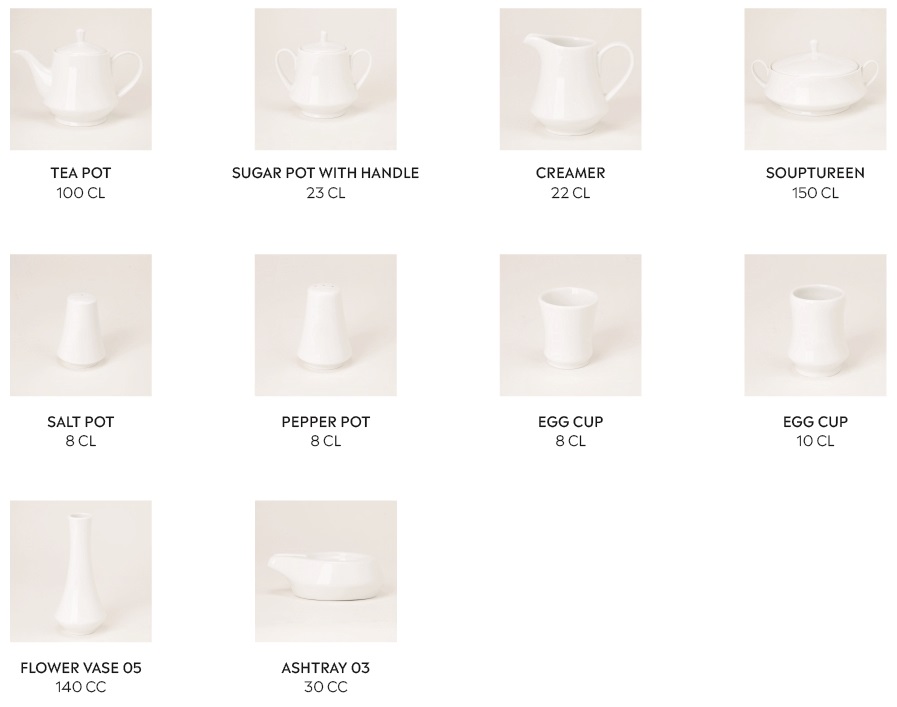 TEA POT
100 CL
SUGAR POT WITH HANDLE
23 CL
CREAMER
22 CL
SOUPTUREEN
150 CL
SALT POT
8 CL
PEPPER POT
8 CL
EGG CUP
8 CL
EGG CUP
10 CL
FLOWER VASE 05
140 CC
ASHTRAY 03
30 CC